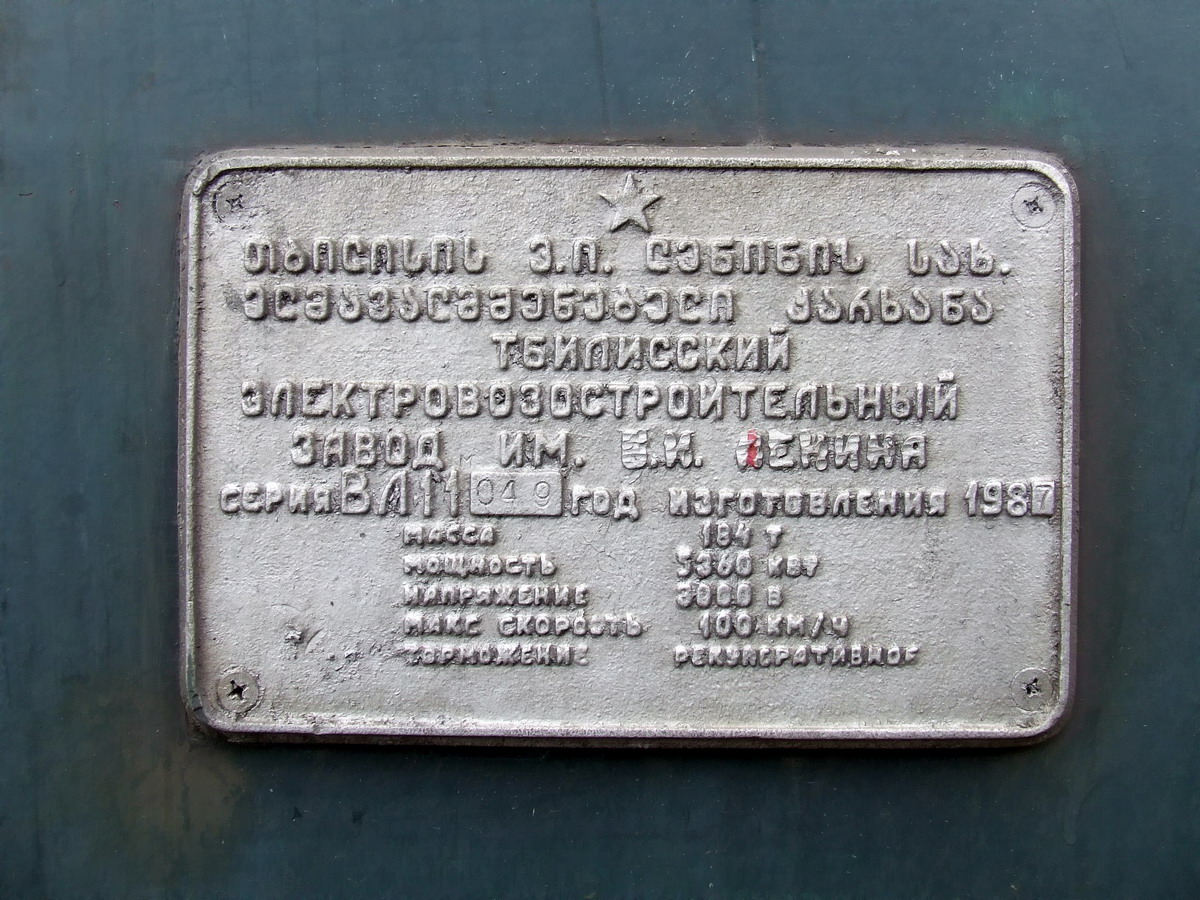 თბილისის ვ.ი. ლენინის სახ.
ელმავალმშენებელი ქარხანა
ТБИЛИССКИЙ
ЭЛЕКТРОВОЗОСТРОИТЕЛЬНЫЙ
ЗАВОД ИМ. В.И. ЛЕНИНА
СЕРИЯ ВЛ11М 049 ГОД ИЗГОТОВЛЕНИЯ 1987
МАССА 184 Т
МОЩНОСТЬ 5360 КВТ
НАПРЯЖЕНИЕ 3000 В
МАКС СКОРОСТЬ 100 КМ/Ч
ТОРМОЖЕНИЕ РЕКУПЕРАТИВНОЕ